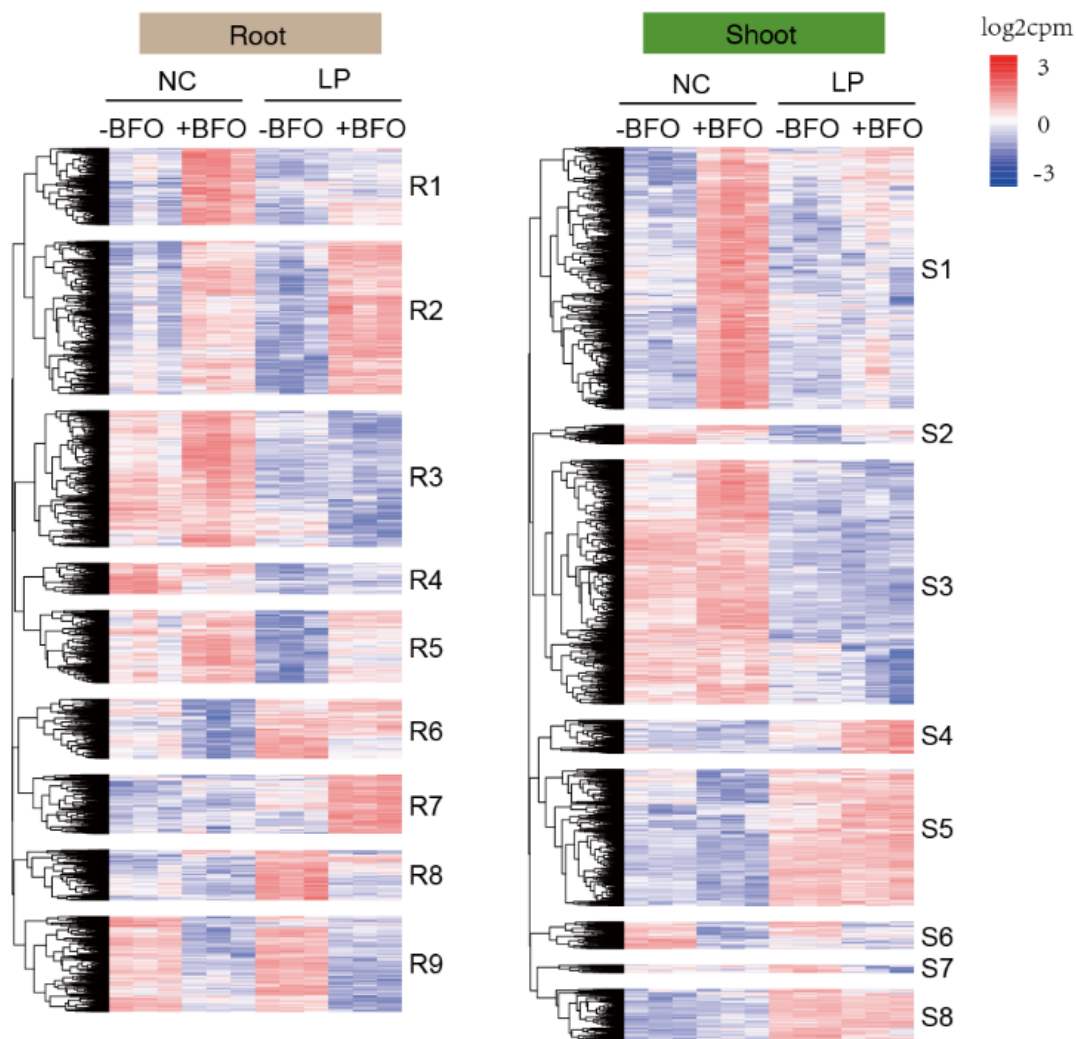 Root
NC LP
-BFO +BFO -BFO +BFO
R1
R2
R3
R4
R5
R6
R7
R8
R9
Shoot
NC LP
-BFO +BFO -BFO +BFO
S1
S2
S3
S4
S5
S6
S7
S8
log2cpm
3
0
-3